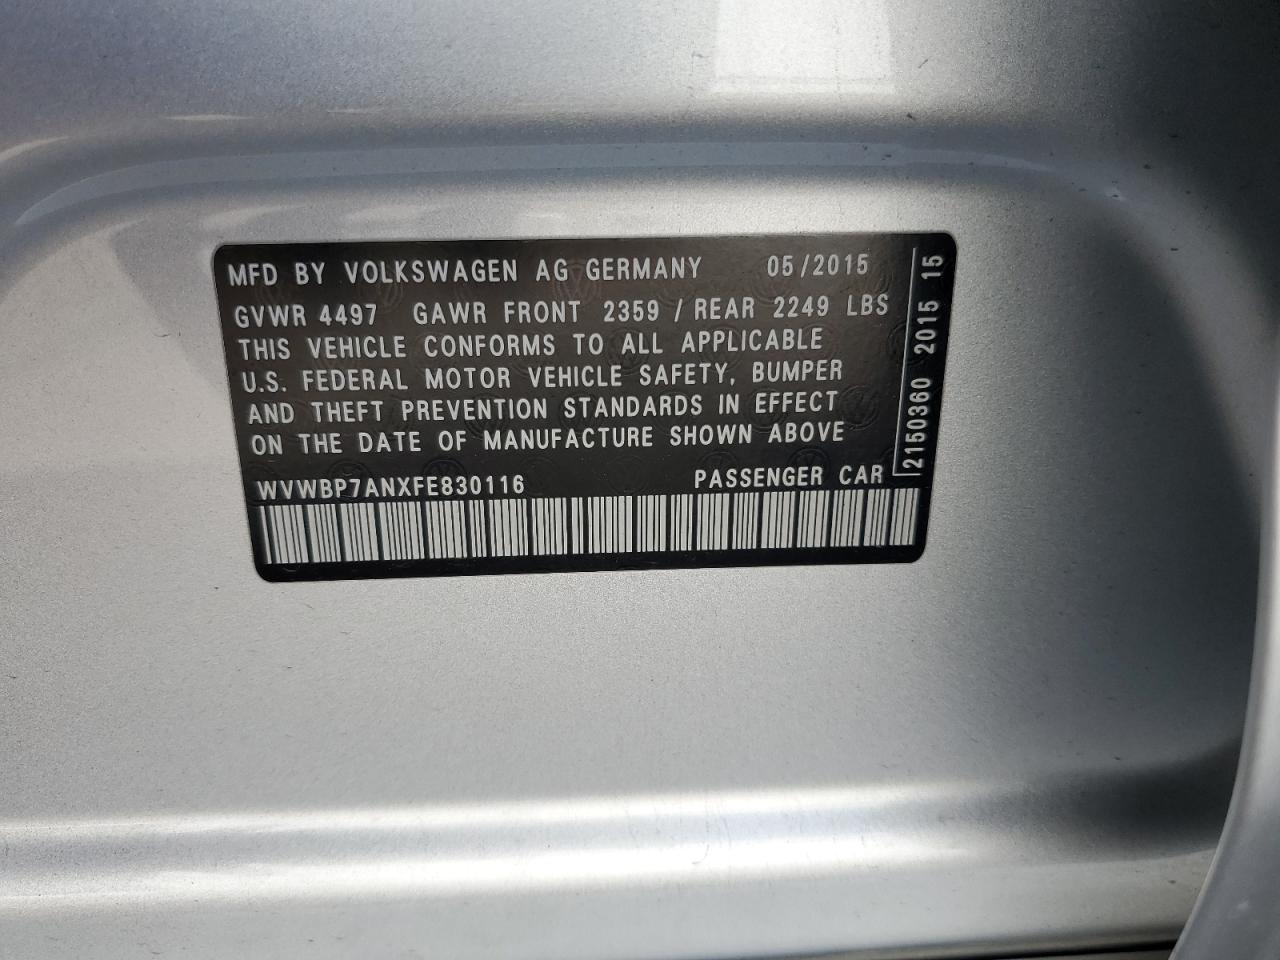 MFD BY VOLKSWAGEN AG GERMANY 05/2015
GVWR 4497 GAWR FRONT 2359 / REAR 2249 LBS
THIS VEHICLE CONFORMS TO ALL APPLICABLE
U.S. FEDERAL MOTOR VEHICLE SAFETY, BUMPER
AND THEFT PREVENTION STANDARDS IN EFFECT
ON THE DATE OF MANUFACTURE SHOWN ABOVE
WVWBP7ANXFE830116 PASSENGER CAR
2150360 2015 15